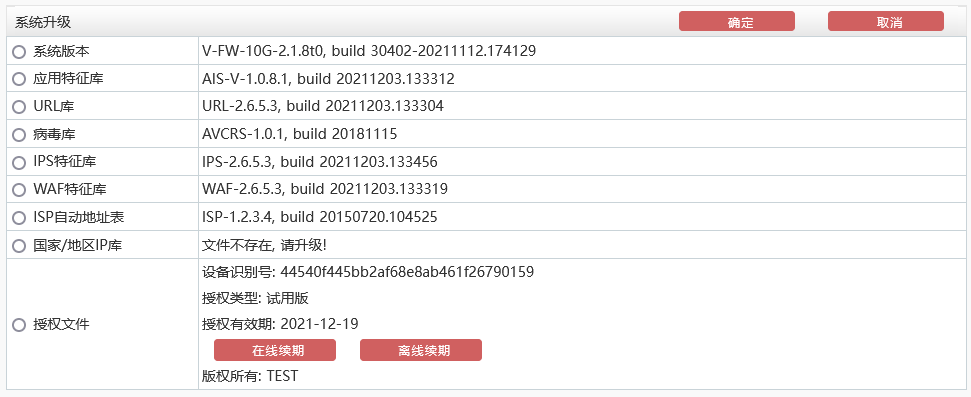 系统升级 确定 取消
系统版本 V-FW-10G-2.1.8t0, build 30402-20211112.174129
应用特征库 AIS-V-1.0.8.1, build 20211203.133312
URL库 URL-2.6.5.3, build 20211203.133304
病毒库 AVCRS-1.0.1, build 20181115
IPS特征库 IPS-2.6.5.3, build 20211203.133456
WAF特征库 WAF-2.6.5.3, build 20211203.133319
ISP自动地址表 ISP-1.2.3.4, build 20150720.104525
国家/地区IP库 文件不存在, 请升级!
授权文件
设备识别号: 44540f445bb2af68e8ab461f26790159
授权类型: 试用版
授权有效期: 2021-12-19
在线续期 离线续期
版权所有: TEST